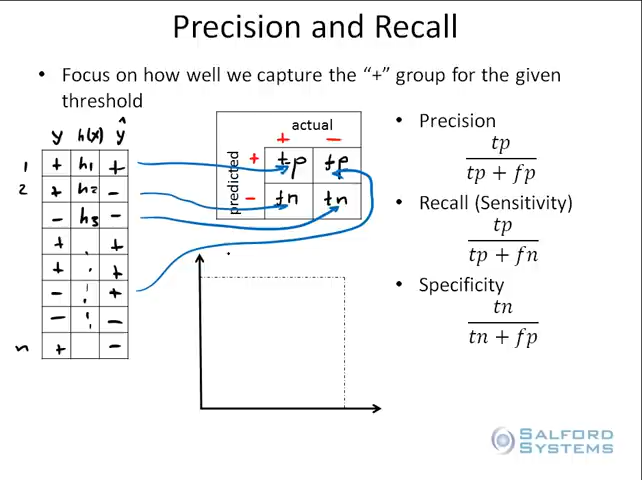 Precision and Recall
• Focus on how well we capture the “+” group for the given
threshold
y h(x) ŷ
1 + h1 +
2 + h2 -
- h3 -
+ . +
+ . +
- ! +
- ! -
n + -
actual
+ -
predicted
+ tp fp
- fn tn
• Precision
tp
tp + fp
• Recall (Sensitivity)
tp
tp + fn
• Specificity
tn
tn + fp
SALFORD
SYSTEMS